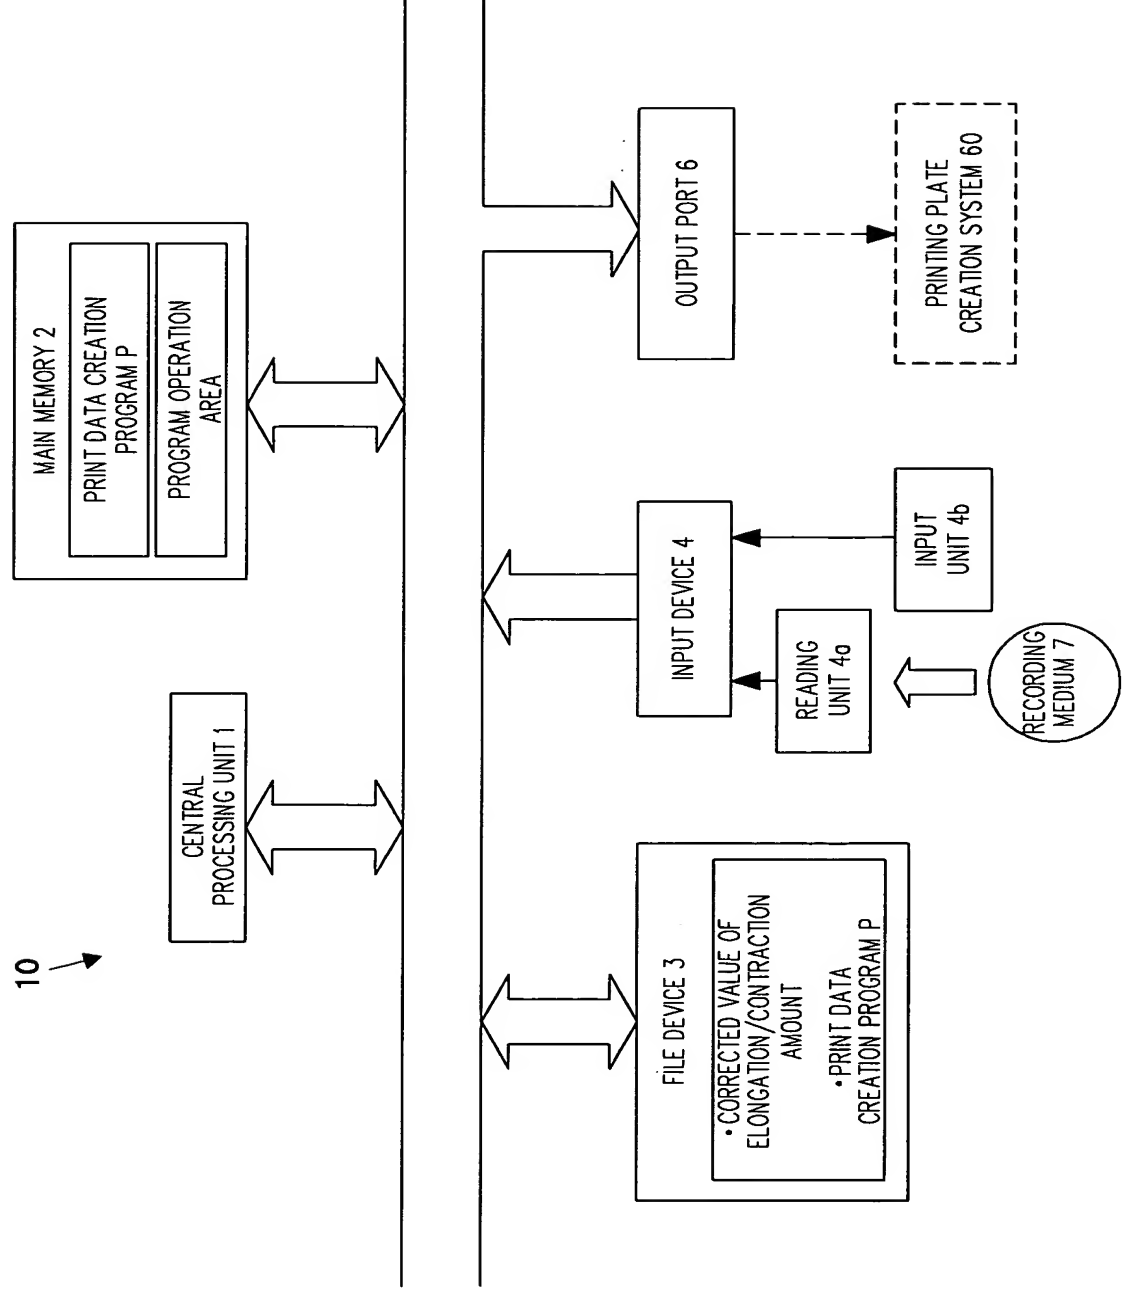 10
CENTRAL
PROCESSING UNIT 1
MAIN MEMORY 2
PRINT DATA CREATION
PROGRAM P
PROGRAM OPERATION
AREA
FILE DEVICE 3
• CORRECTED VALUE OF
ELONGATION/CONTRACTION
AMOUNT
• PRINT DATA
CREATION PROGRAM P
INPUT DEVICE 4
READING
UNIT 4a
INPUT
UNIT 4b
RECORDING
MEDIUM 7
OUTPUT PORT 6
PRINTING PLATE
CREATION SYSTEM 60